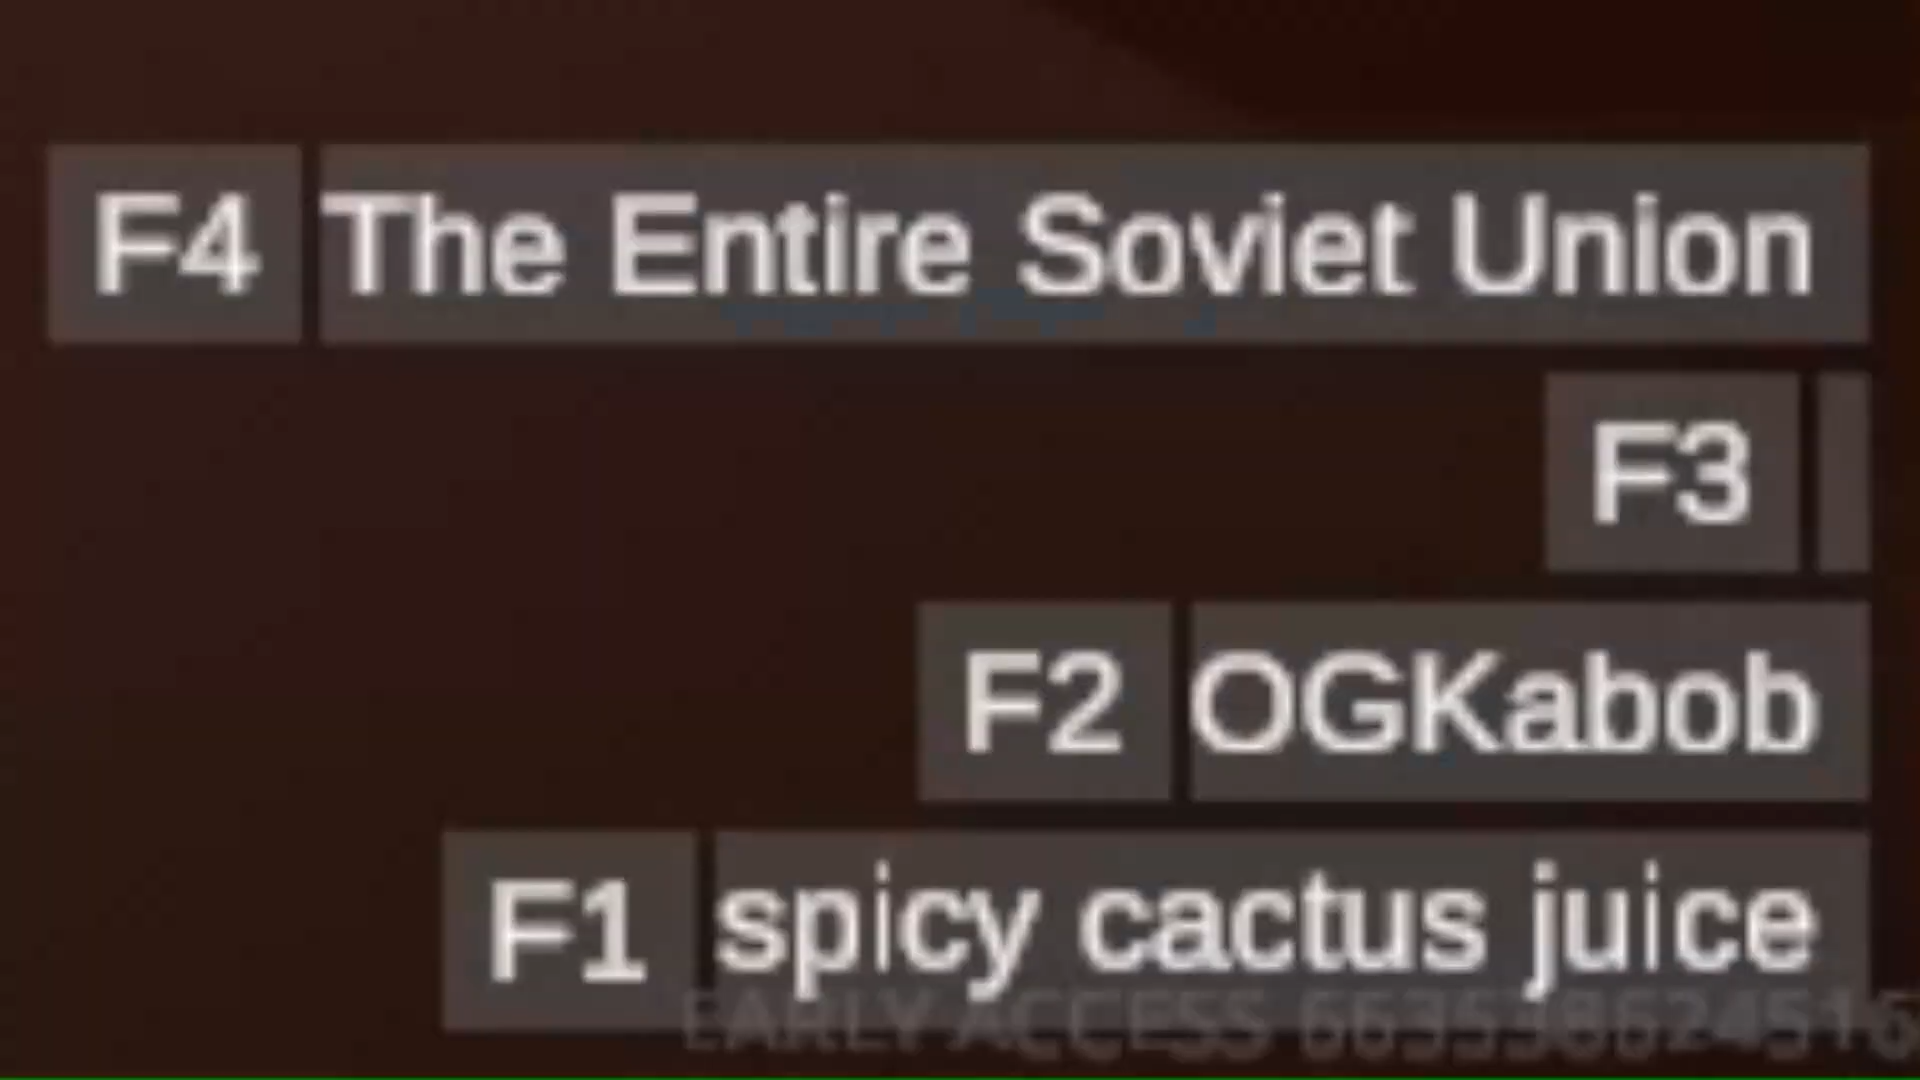 F4 The Entire Soviet Union
F3
F2 OGKabob
F1 spicy cactus juice
EARLY ACCESS